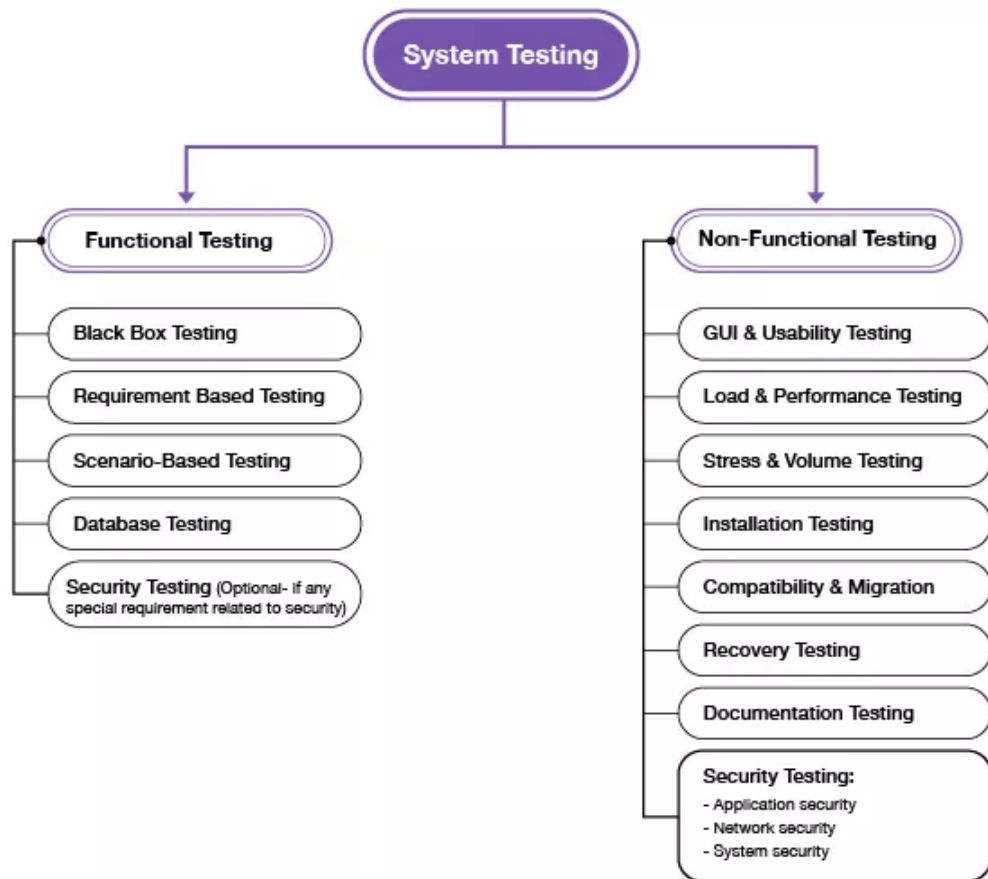 System Testing
Functional Testing
Black Box Testing
Requirement Based Testing
Scenario-Based Testing
Database Testing
Security Testing (Optional- if any
special requirement related to security)
Non-Functional Testing
GUI & Usability Testing
Load & Performance Testing
Stress & Volume Testing
Installation Testing
Compatibility & Migration
Recovery Testing
Documentation Testing
Security Testing:
- Application security
- Network security
- System security